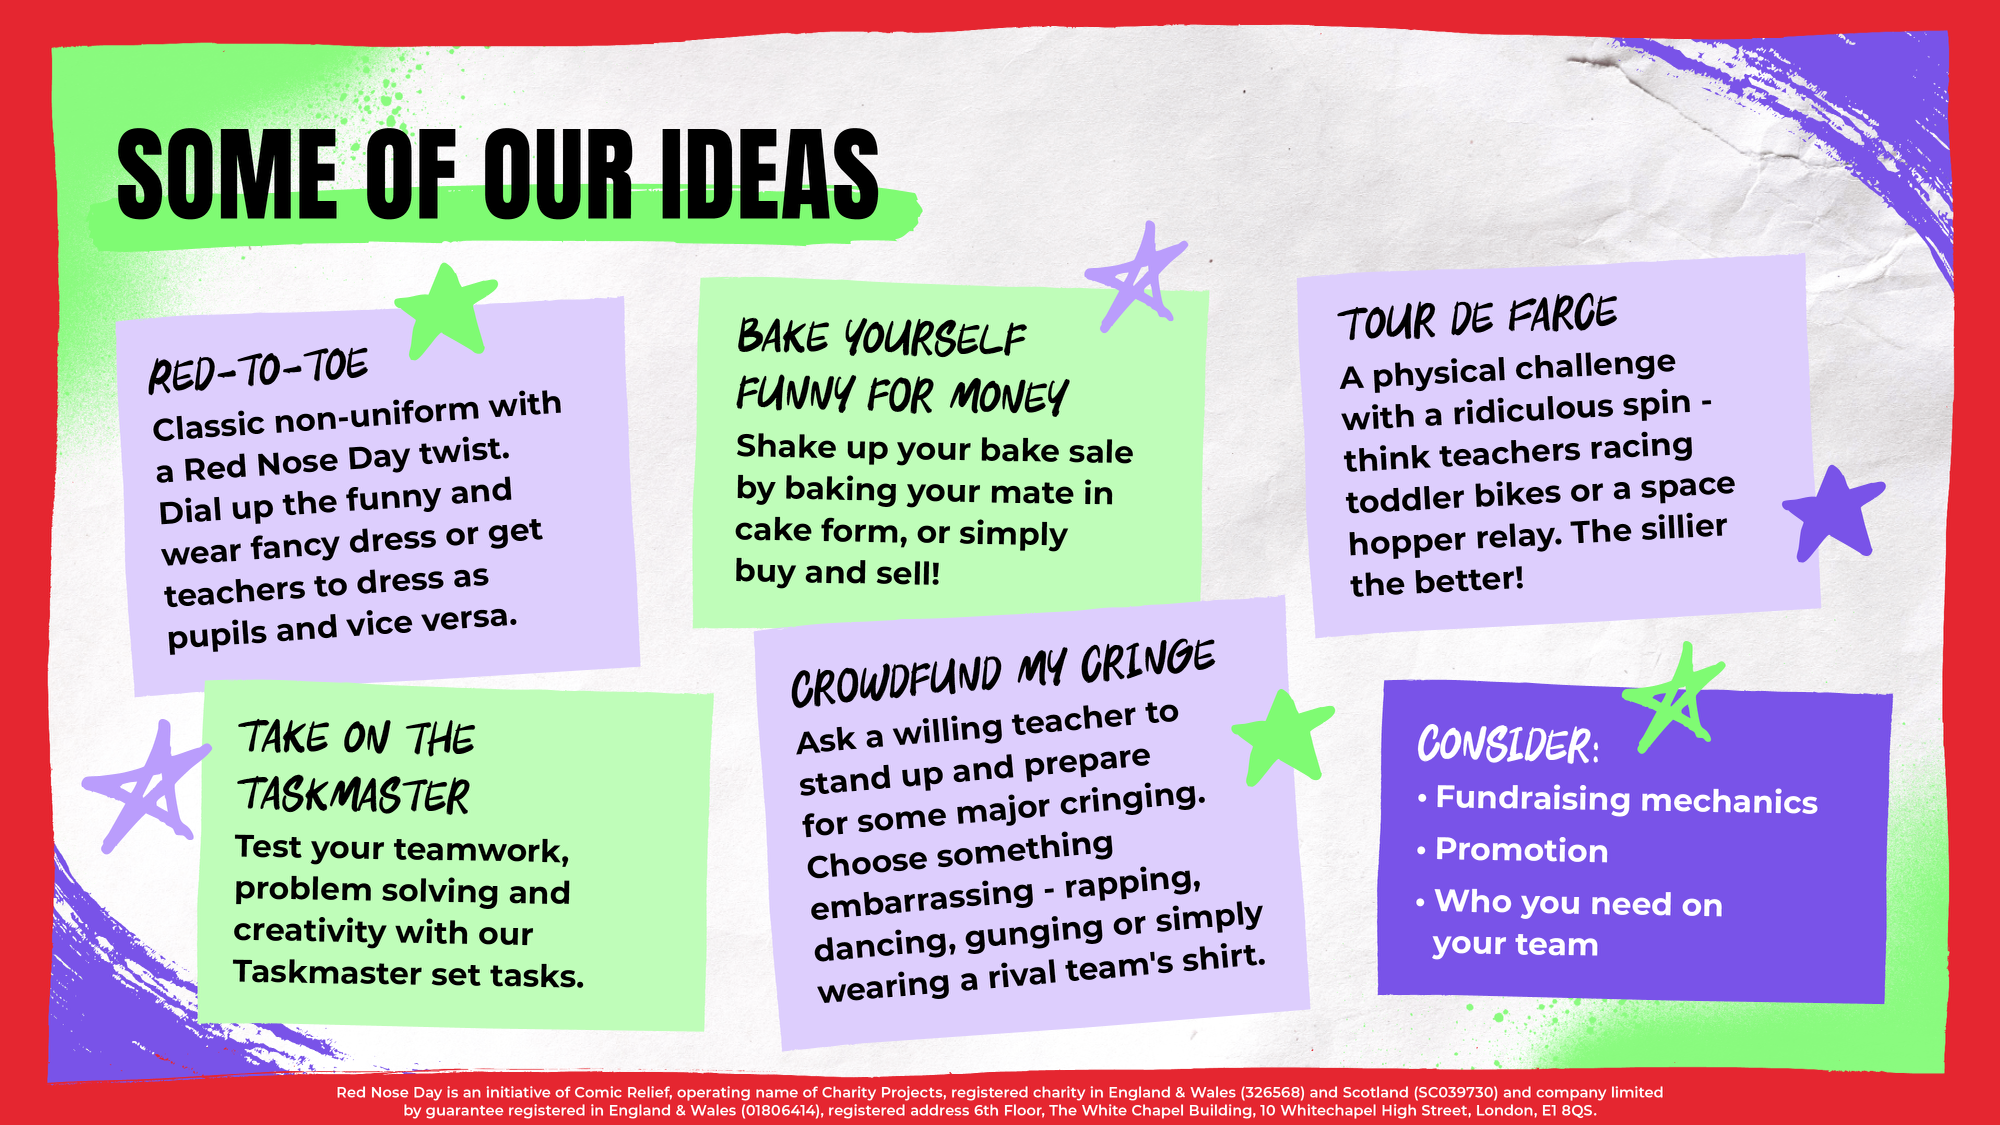 SOME OF OUR IDEAS
RED-TO-TOE
Classic non-uniform with
a Red Nose Day twist.
Dial up the funny and
wear fancy dress or get
teachers to dress as
pupils and vice versa.
BAKE YOURSELF
FUNNY FOR MONEY
Shake up your bake sale
by baking your mate in
cake form, or simply
buy and sell!
TOUR DE FARCE
A physical challenge
with a ridiculous spin -
think teachers racing
toddler bikes or a space
hopper relay. The sillier
the better!
TAKE ON THE
TASKMASTER
Test your teamwork,
problem solving and
creativity with our
Taskmaster set tasks.
CROWDFUND MY CRINGE
Ask a willing teacher to
stand up and prepare
for some major cringing.
Choose something
embarrassing - rapping,
dancing, gunging or simply
wearing a rival team's shirt.
CONSIDER:
• Fundraising mechanics
• Promotion
• Who you need on
your team
Red Nose Day is an initiative of Comic Relief, operating name of Charity Projects, registered charity in England & Wales (326568) and Scotland (SC039730) and company limited
by guarantee registered in England & Wales (01806414), registered address 6th Floor, The White Chapel Building, 10 Whitechapel High Street, London, E1 8QS.